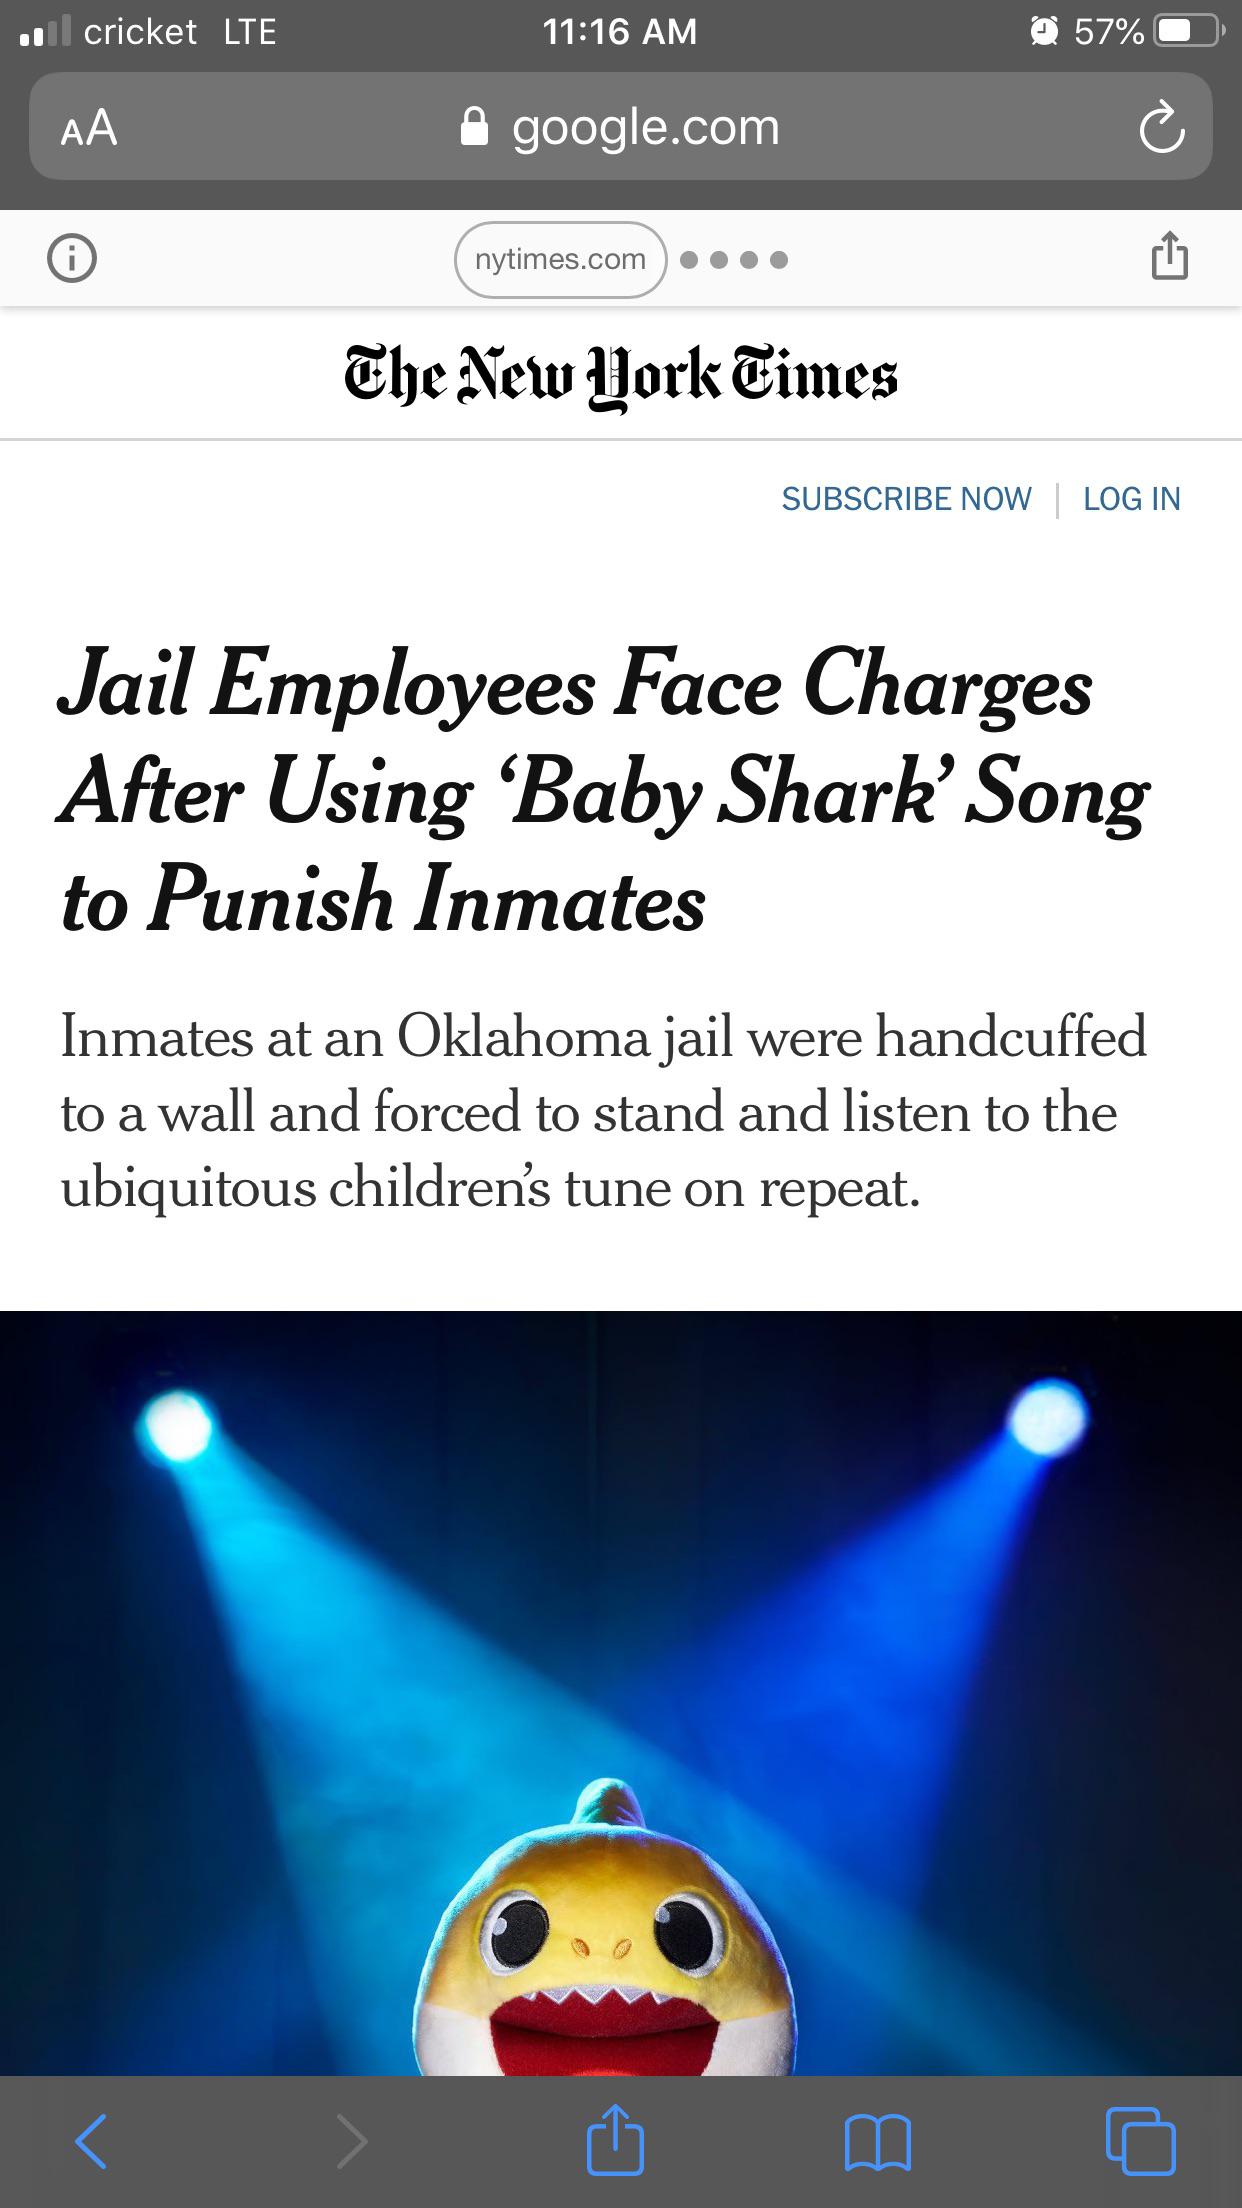 cricket LTE 11:16 AM 57%
AA google.com
nytimes.com
The New York Times
SUBSCRIBE NOW | LOG IN
Jail Employees Face Charges
After Using ‘Baby Shark’ Song
to Punish Inmates
Inmates at an Oklahoma jail were handcuffed
to a wall and forced to stand and listen to the
ubiquitous children’s tune on repeat.